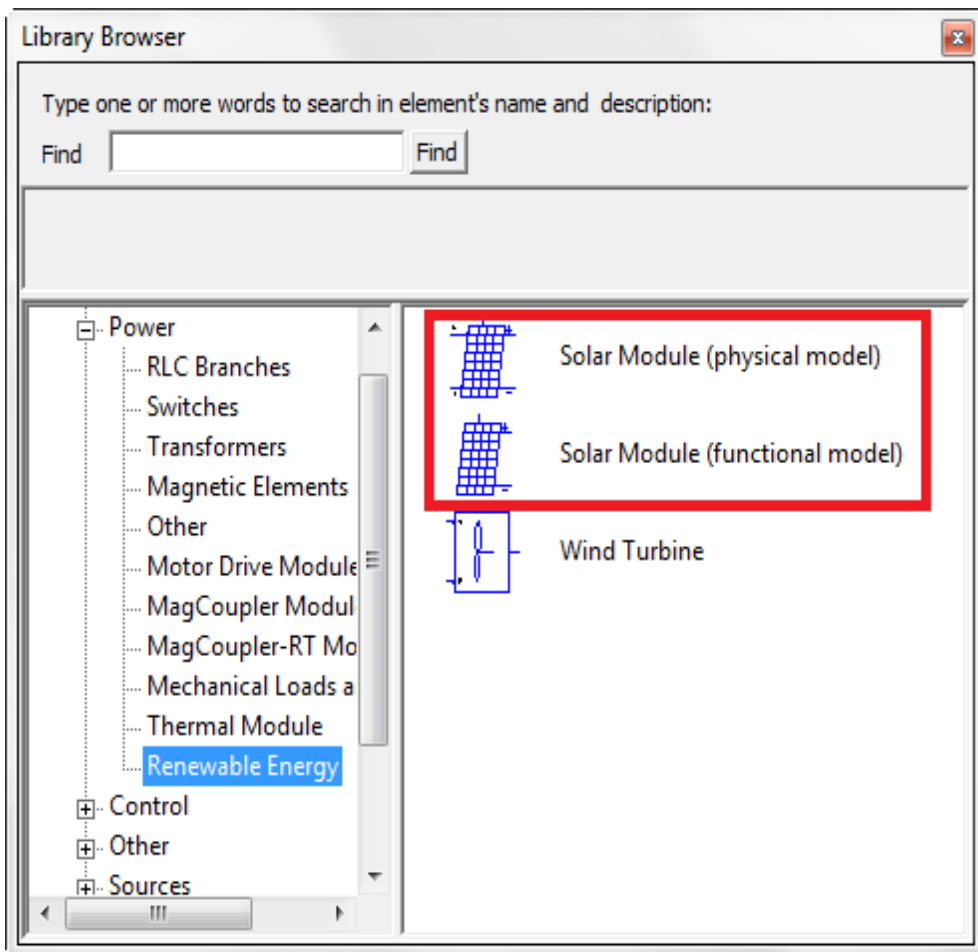 Library Browser
Type one or more words to search in element's name and description:
Find
Find
Power
RLC Branches
Switches
Transformers
Magnetic Elements
Other
Motor Drive Module
MagCoupler Modul
MagCoupler-RT Mo
Mechanical Loads a
Thermal Module
Renewable Energy
Control
Other
Sources
Solar Module (physical model)
Solar Module (functional model)
Wind Turbine